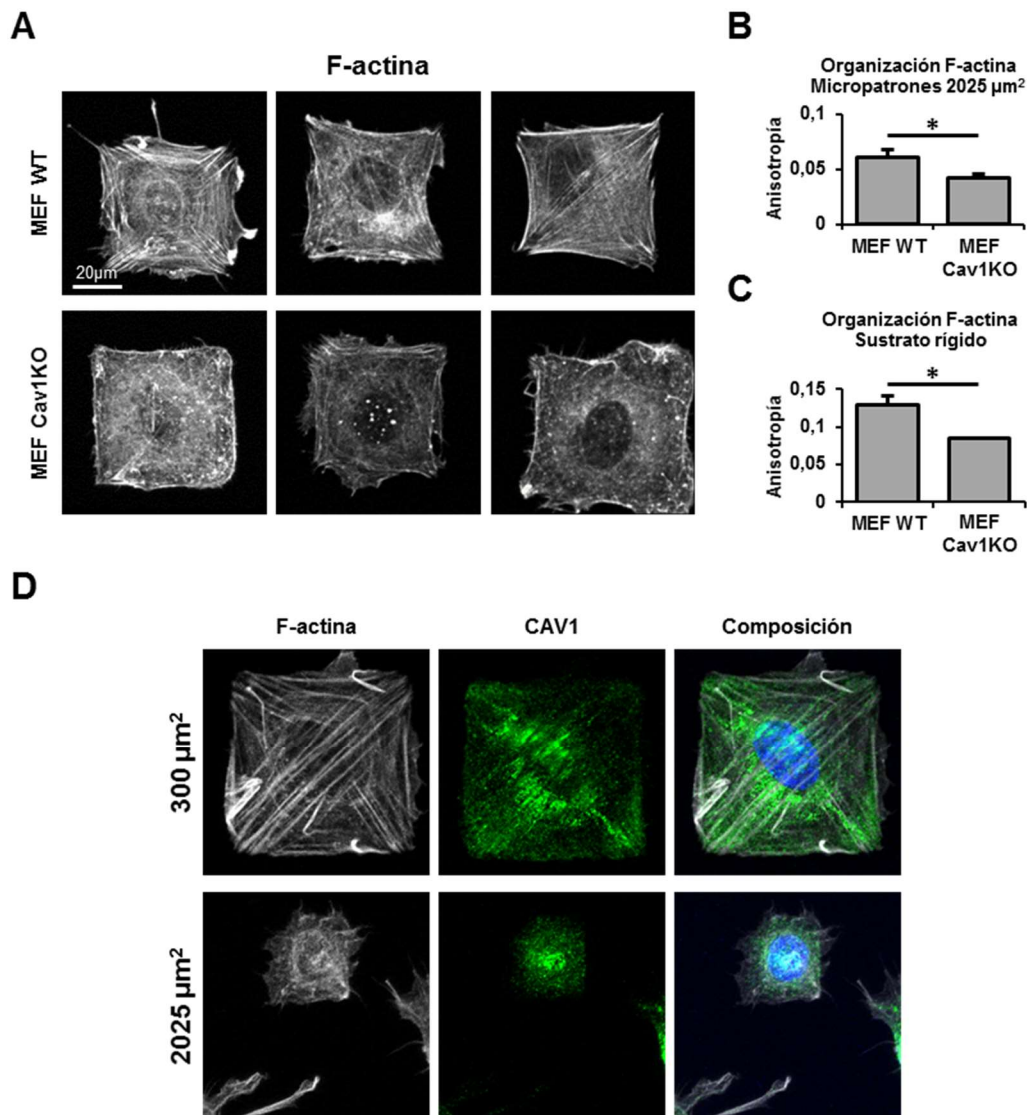 A
F-actina
MEF WT
20µm
MEF Cav1KO
B
Organización F-actina
Micropatrones 2025 µm²
Anisotropía
0,1
0,05
0
*
MEF WT
MEF
Cav1KO
C
Organización F-actina
Sustrato rígido
Anisotropía
0,15
0,1
0,05
0
*
MEF WT
MEF
Cav1KO
D
F-actina
CAV1
Composición
300 µm²
2025 µm²